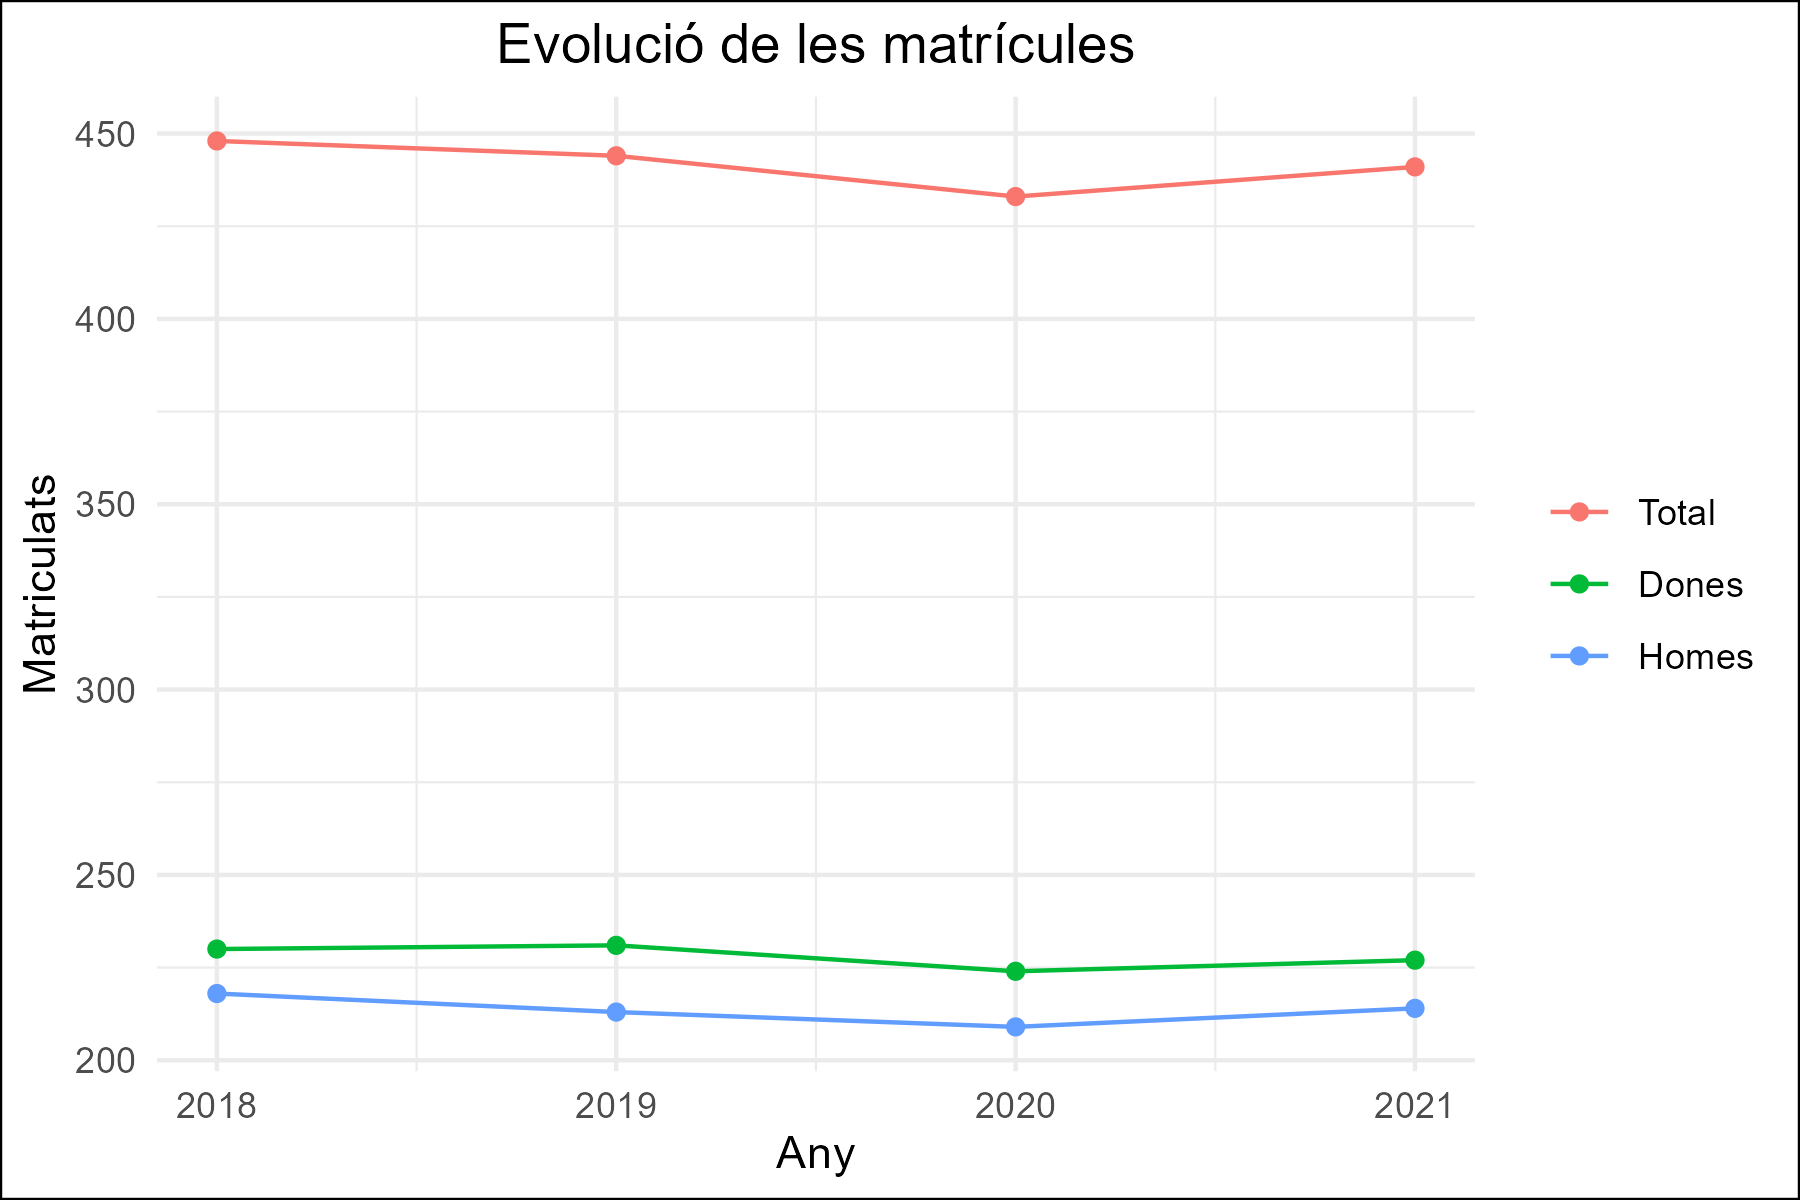 Evolució de les matrícules
Matriculats
450
400
350
300
250
200
2018 2019 2020 2021
Any
Total
Dones
Homes